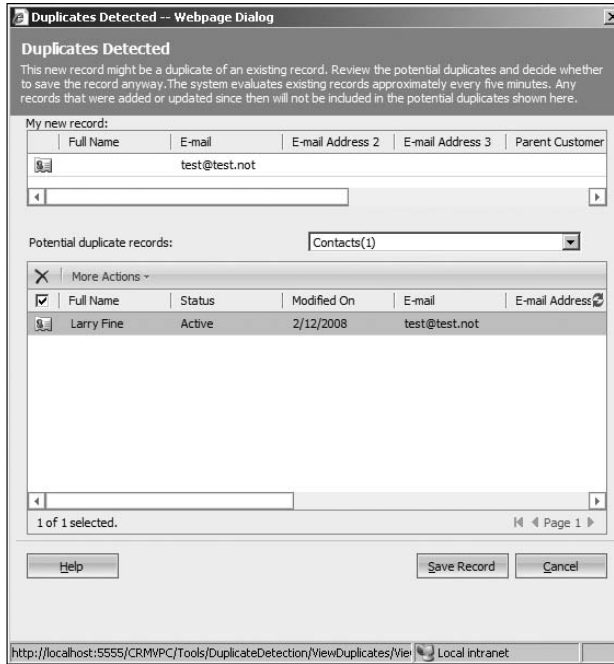 Duplicates Detected -- Webpage Dialog
Duplicates Detected
This new record might be a duplicate of an existing record. Review the potential duplicates and decide whether
to save the record anyway.The system evaluates existing records approximately every five minutes. Any
records that were added or updated since then will not be included in the potential duplicates shown here.
My new record:
Full Name E-mail E-mail Address 2 E-mail Address 3 Parent Customer
test@test.not
Potential duplicate records: Contacts(1)
More Actions
Full Name Status Modified On E-mail E-mail Address
Larry Fine Active 2/12/2008 test@test.not
1 of 1 selected. Page 1
Help Save Record Cancel
http://localhost:5555/CRMVPC/Tools/DuplicateDetection/ViewDuplicates/Vie Local intranet